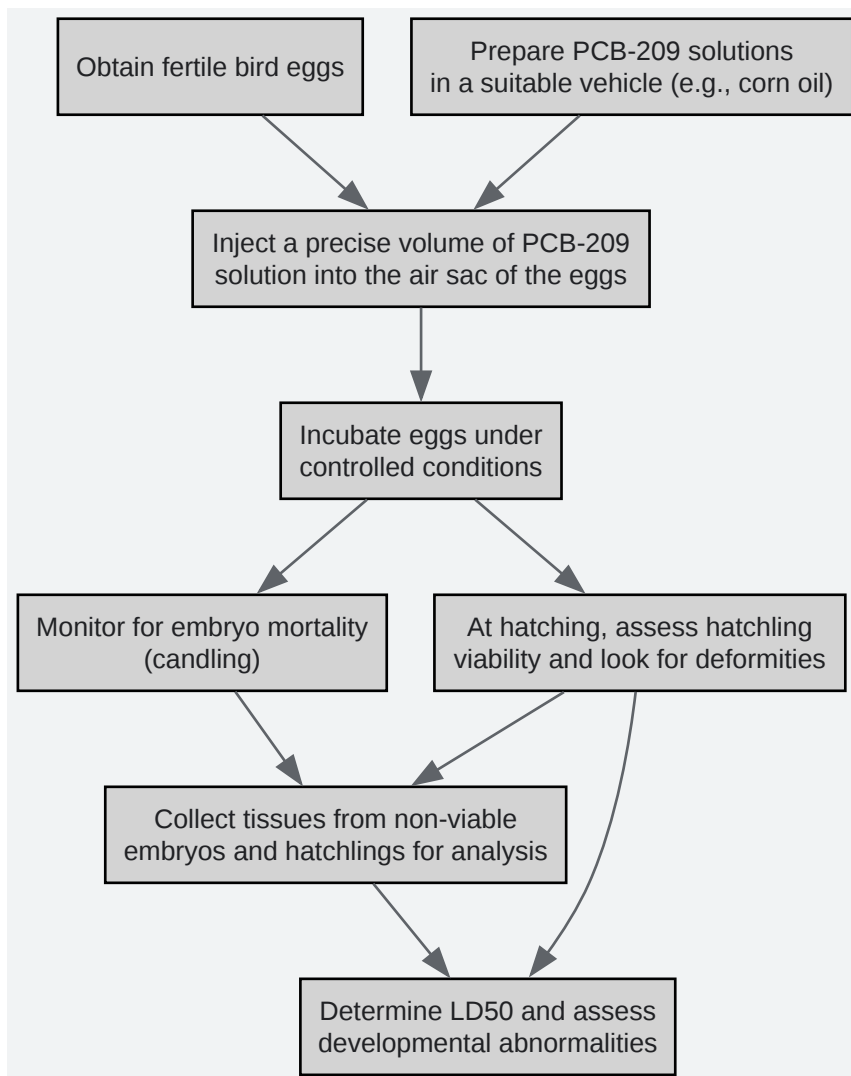 Obtain fertile bird eggs
Prepare PCB-209 solutions
in a suitable vehicle (e.g., corn oil)
Inject a precise volume of PCB-209
solution into the air sac of the eggs
Incubate eggs under
controlled conditions
Monitor for embryo mortality
(candling)
At hatching, assess hatchling
viability and look for deformities
Collect tissues from non-viable
embryos and hatchlings for analysis
Determine LD50 and assess
developmental abnormalities